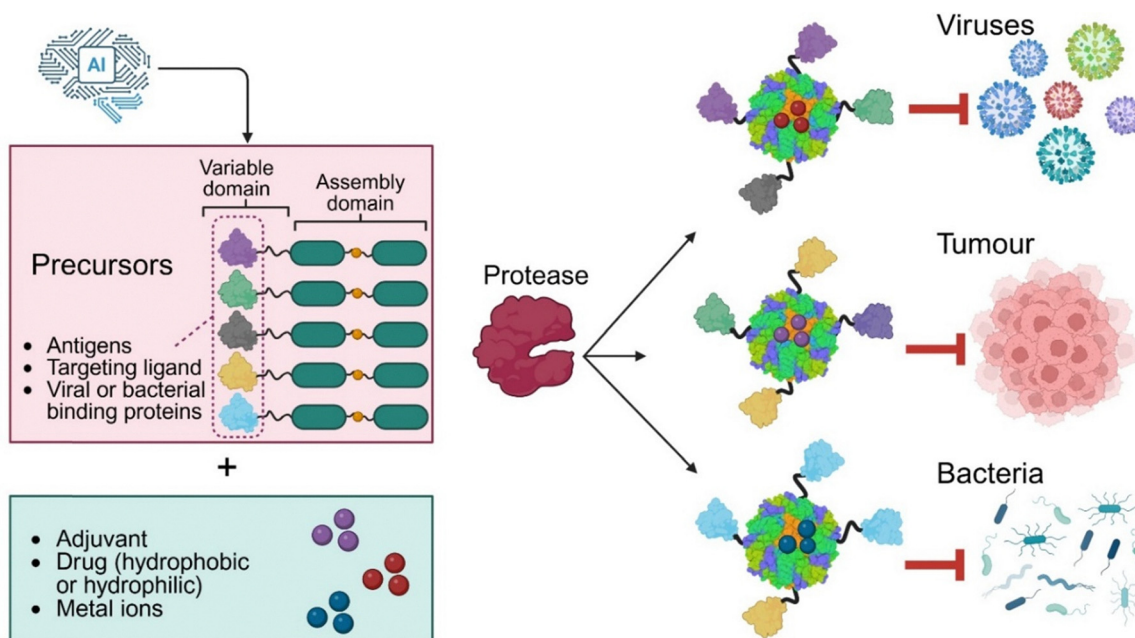 AI
Variable
domain
Assembly
domain
Precursors
• Antigens
• Targeting ligand
• Viral or bacterial
binding proteins
+
• Adjuvant
• Drug (hydrophobic
or hydrophilic)
• Metal ions
Protease
Viruses
Tumour
Bacteria